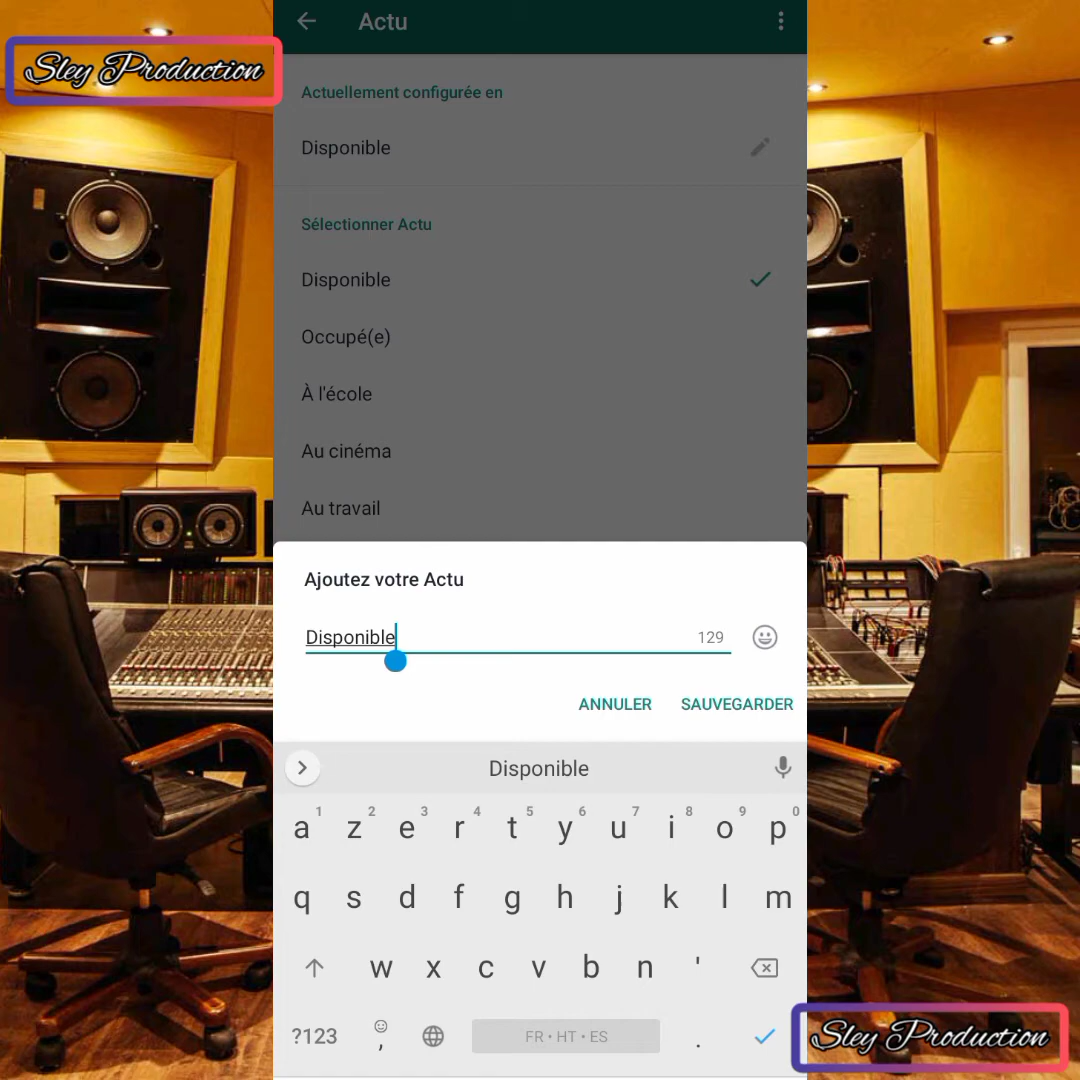 Actu
Sley Production
Actuellement configurée en
Disponible
Sélectionner Actu
Disponible
Occupé(e)
À l'école
Au cinéma
Au travail
Ajoutez votre Actu
Disponible 129
ANNULER SAUVEGARDER
Disponible
1 2 3 4 5 6 7 8 9 0
a z e r t y u i o p
q s d f g h j k l m
w x c v b n '
?123 , FR • HT • ES .
Sley Production